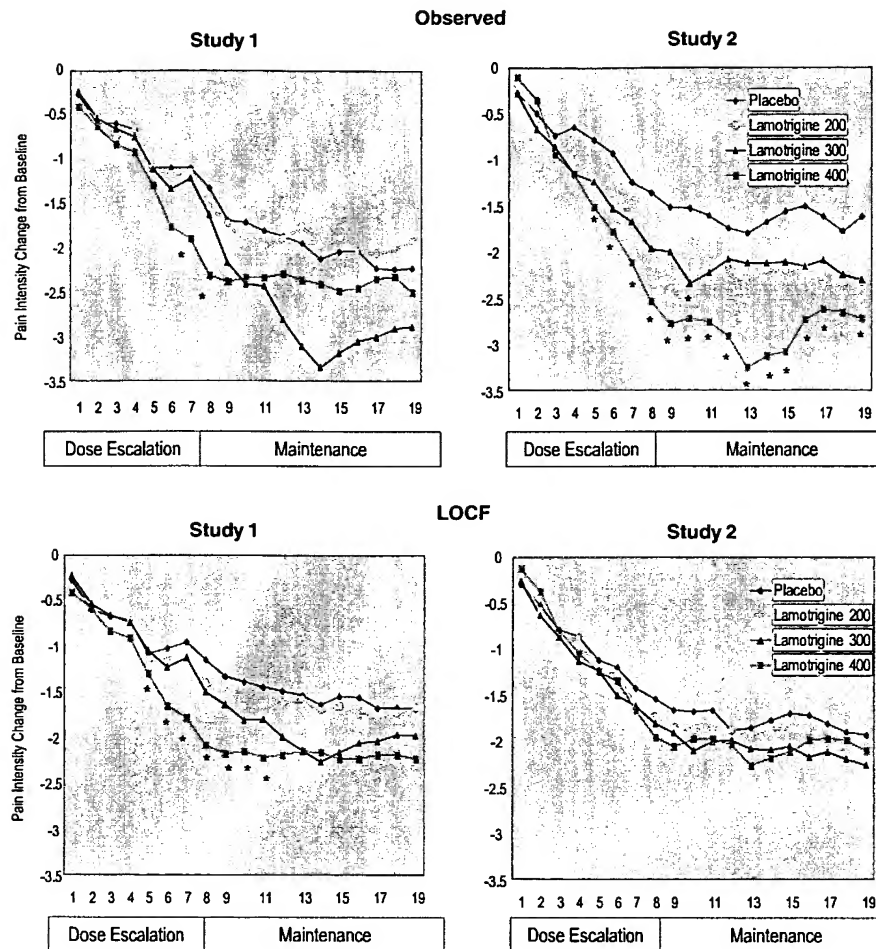 Observed
Study 1
Study 2
Pain Intensity Change from Baseline
0
-0.5
-1
-1.5
-2
-2.5
-3
-3.5
1 2 3 4 5 6 7 8 9 11 13 15 17 19
Dose Escalation
Maintenance
0
-0.5
-1
-1.5
-2
-2.5
-3
-3.5
Placebo
Lamotrigine 200
Lamotrigine 300
Lamotrigine 400
1 2 3 4 5 6 7 8 9 11 13 15 17 19
Dose Escalation
Maintenance
LOCF
Study 1
Study 2
Pain Intensity Change from Baseline
0
-0.5
-1
-1.5
-2
-2.5
-3
-3.5
1 2 3 4 5 6 7 8 9 11 13 15 17 19
Dose Escalation
Maintenance
0
-0.5
-1
-1.5
-2
-2.5
-3
-3.5
Placebo
Lamotrigine 200
Lamotrigine 300
Lamotrigine 400
1 2 3 4 5 6 7 8 9 11 13 15 17 19
Dose Escalation
Maintenance